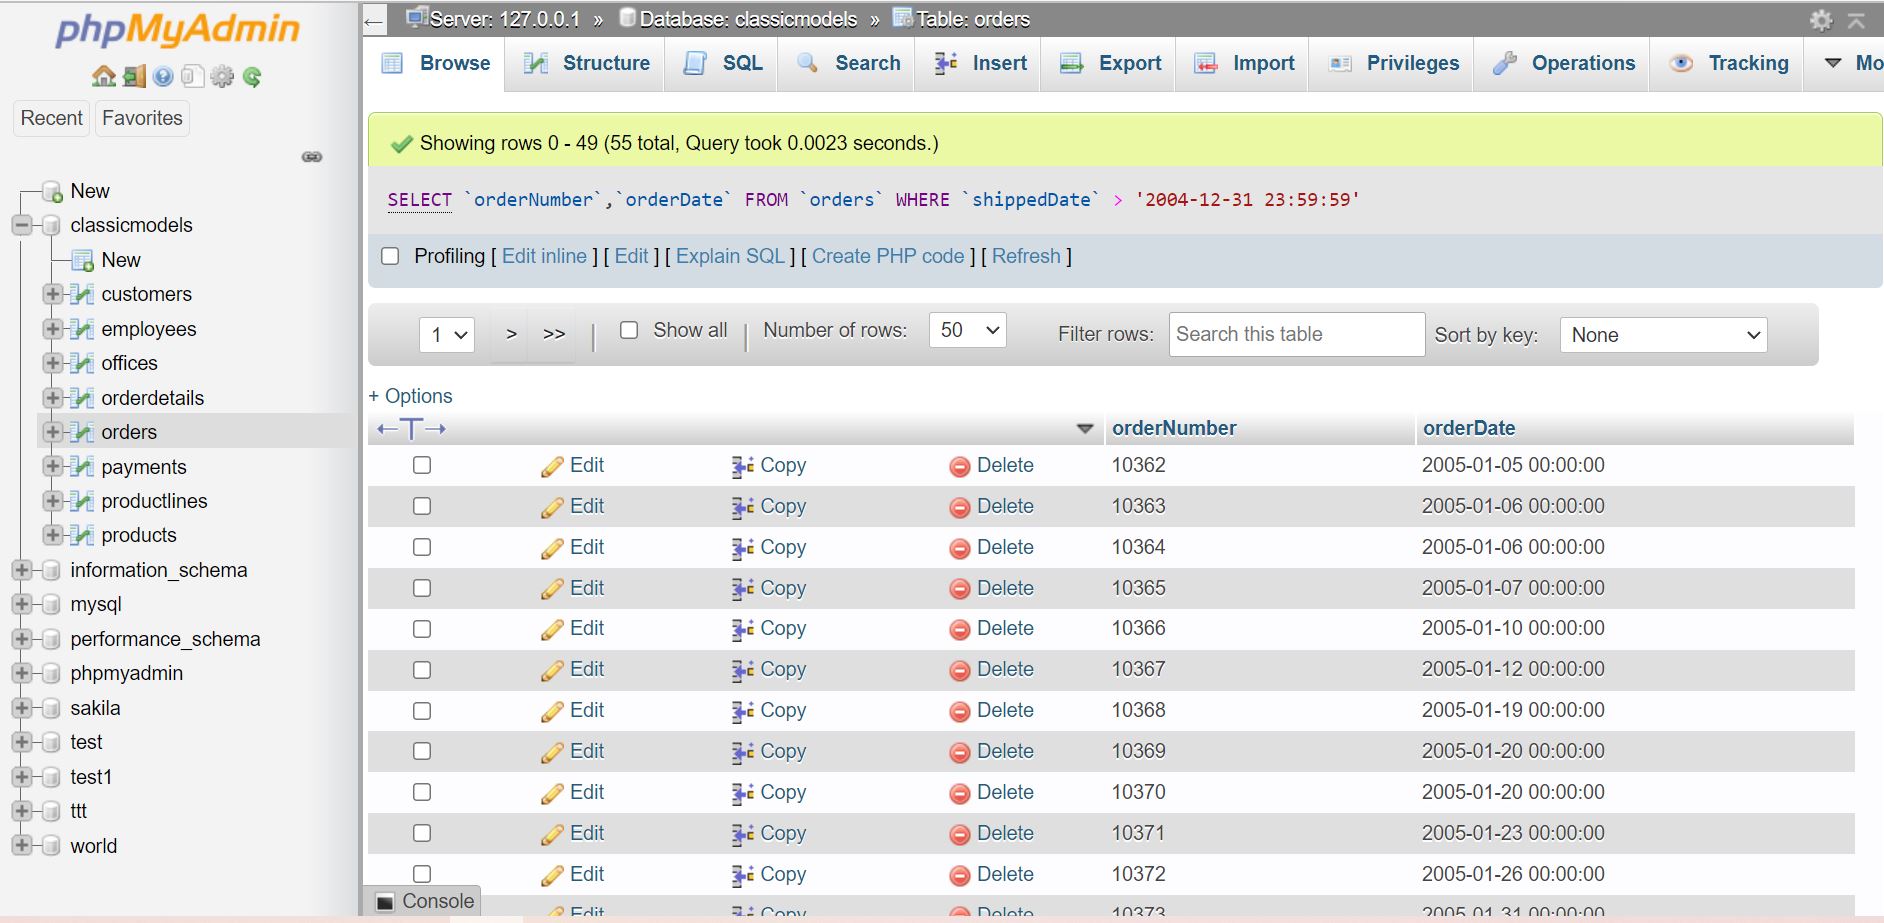 phpMyAdmin
Recent Favorites
New
classicmodels
New
customers
employees
offices
orderdetails
orders
payments
productlines
products
information_schema
mysql
performance_schema
phpmyadmin
sakila
test
test1
ttt
world
Server: 127.0.0.1 » Database: classicmodels » Table: orders
Browse Structure SQL Search Insert Export Import Privileges Operations Tracking Mo
Showing rows 0 - 49 (55 total, Query took 0.0023 seconds.)
SELECT `orderNumber`,`orderDate` FROM `orders` WHERE `shippedDate` > '2004-12-31 23:59:59'
Profiling [ Edit inline ] [ Edit ] [ Explain SQL ] [ Create PHP code ] [ Refresh ]
1 > >> | Show all | Number of rows: 50 Filter rows: Search this table Sort by key: None
+ Options
←T→ orderNumber orderDate
Edit Copy Delete 10362 2005-01-05 00:00:00
Edit Copy Delete 10363 2005-01-06 00:00:00
Edit Copy Delete 10364 2005-01-06 00:00:00
Edit Copy Delete 10365 2005-01-07 00:00:00
Edit Copy Delete 10366 2005-01-10 00:00:00
Edit Copy Delete 10367 2005-01-12 00:00:00
Edit Copy Delete 10368 2005-01-19 00:00:00
Edit Copy Delete 10369 2005-01-20 00:00:00
Edit Copy Delete 10370 2005-01-20 00:00:00
Edit Copy Delete 10371 2005-01-23 00:00:00
Edit Copy Delete 10372 2005-01-26 00:00:00
Edit Copy Delete 10373 2005-01-31 00:00:00
Console